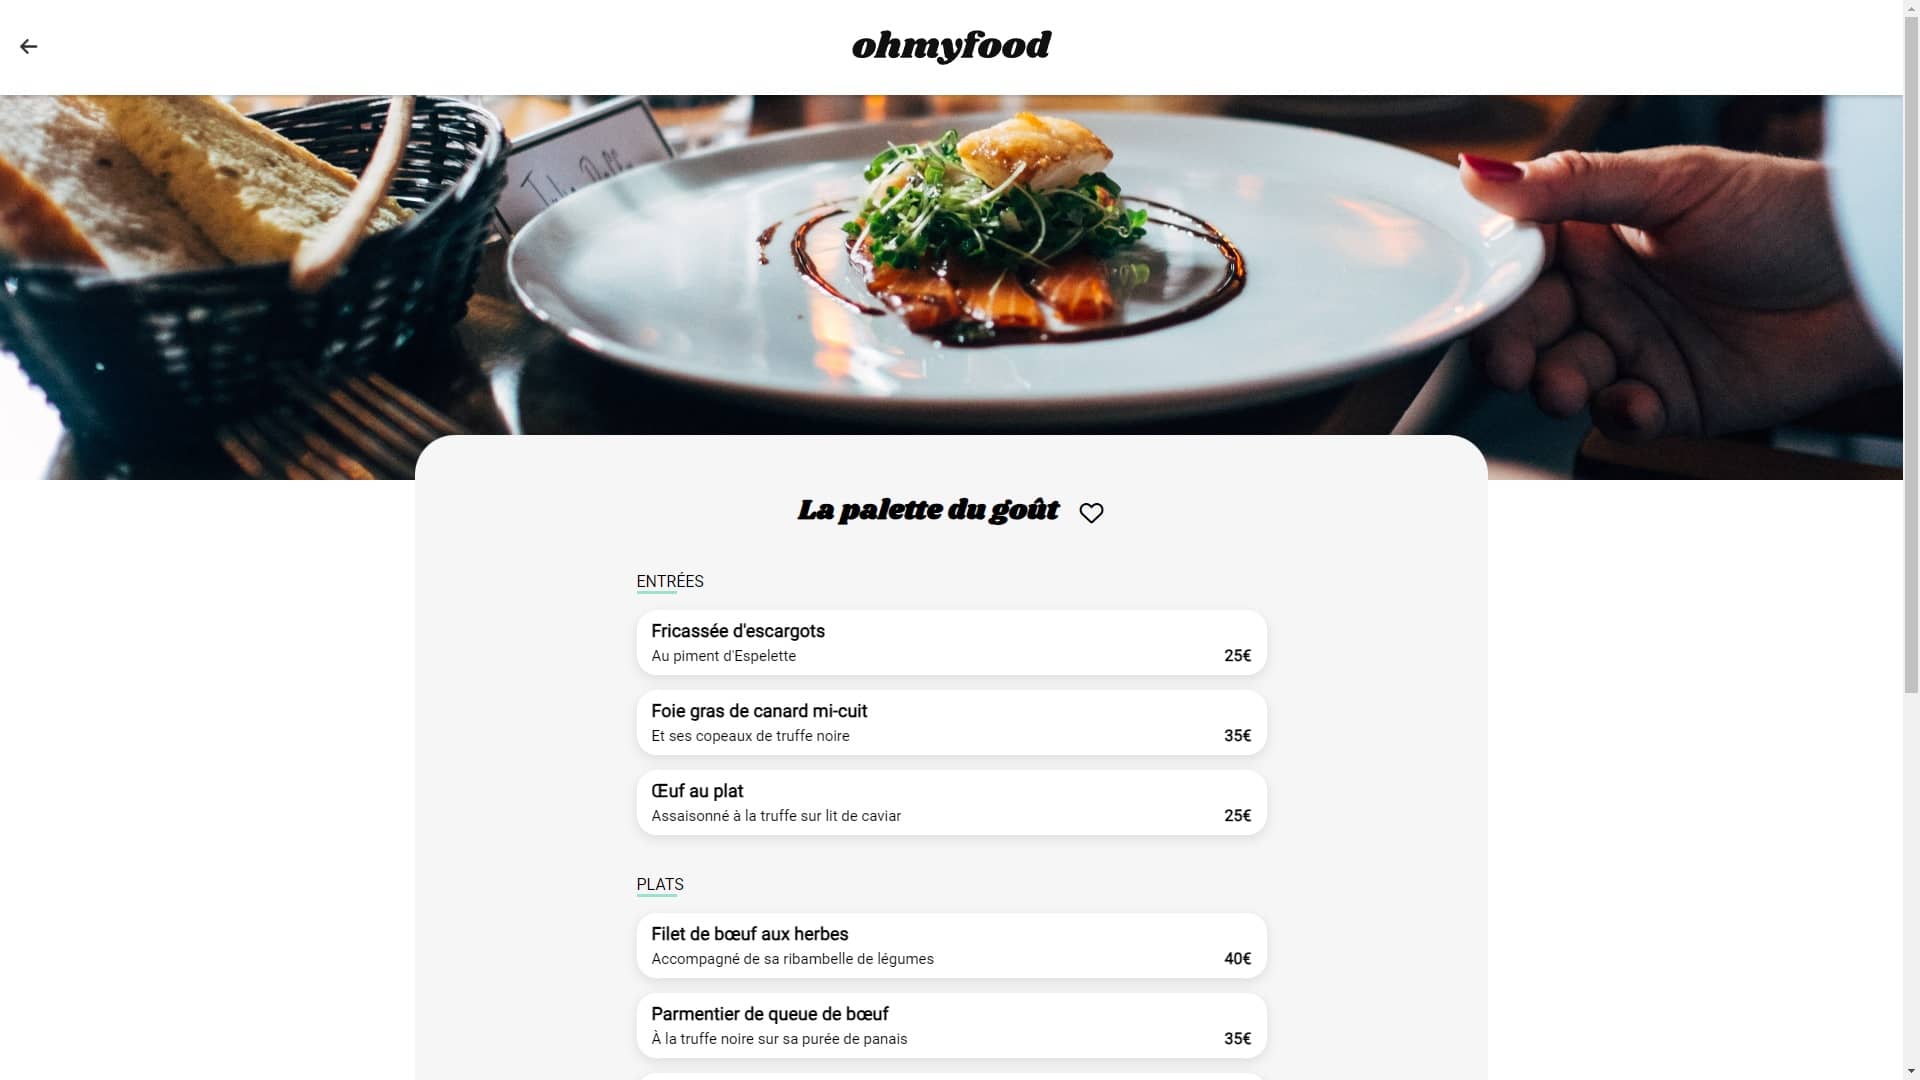 ohmyfood
La palette du goût
ENTRÉES
Fricassée d'escargots
Au piment d'Espelette
25€
Foie gras de canard mi-cuit
Et ses copeaux de truffe noire
35€
Œuf au plat
Assaisonné à la truffe sur lit de caviar
25€
PLATS
Filet de bœuf aux herbes
Accompagné de sa ribambelle de légumes
40€
Parmentier de queue de bœuf
À la truffe noire sur sa purée de panais
35€